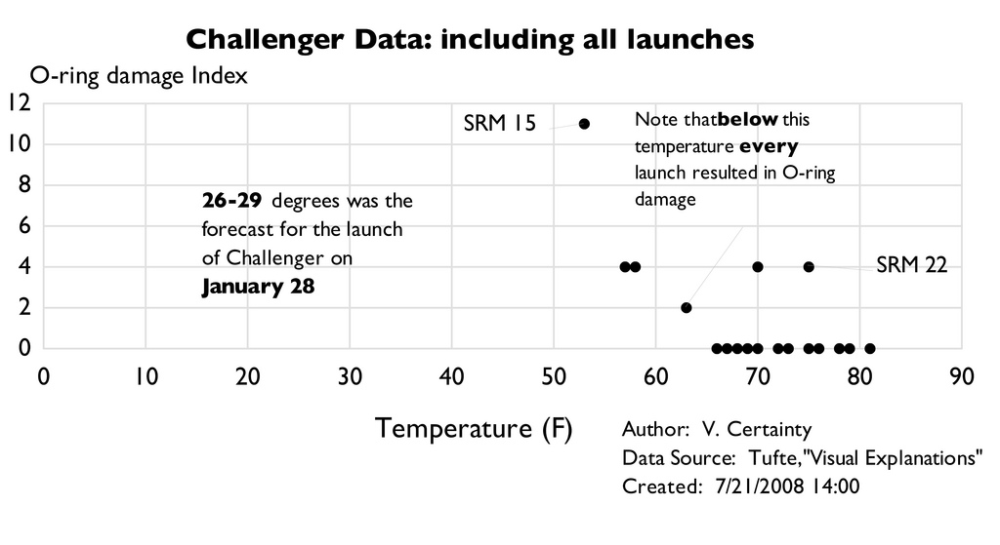 Challenger Data: including all launches
O-ring damage Index
12
10
8
6
4
2
0
SRM 15
Note thatbelow this
temperature every
launch resulted in O-ring
damage
26-29 degrees was the
forecast for the launch
of Challenger on
January 28
SRM 22
0 10 20 30 40 50 60 70 80 90
Temperature (F)
Author: V. Certainty
Data Source: Tufte,"Visual Explanations"
Created: 7/21/2008 14:00